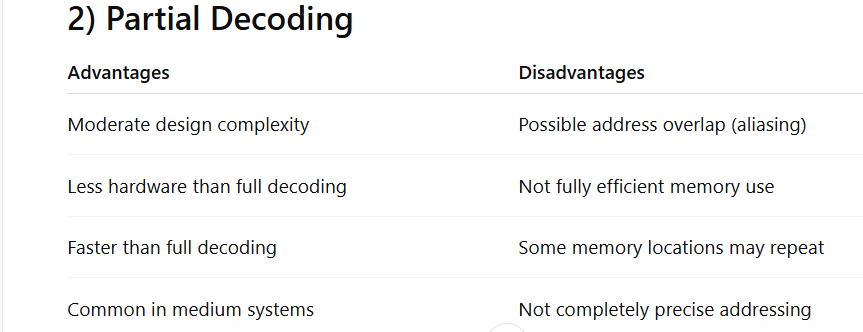 2) Partial Decoding
Advantages Disadvantages
Moderate design complexity Possible address overlap (aliasing)
Less hardware than full decoding Not fully efficient memory use
Faster than full decoding Some memory locations may repeat
Common in medium systems Not completely precise addressing